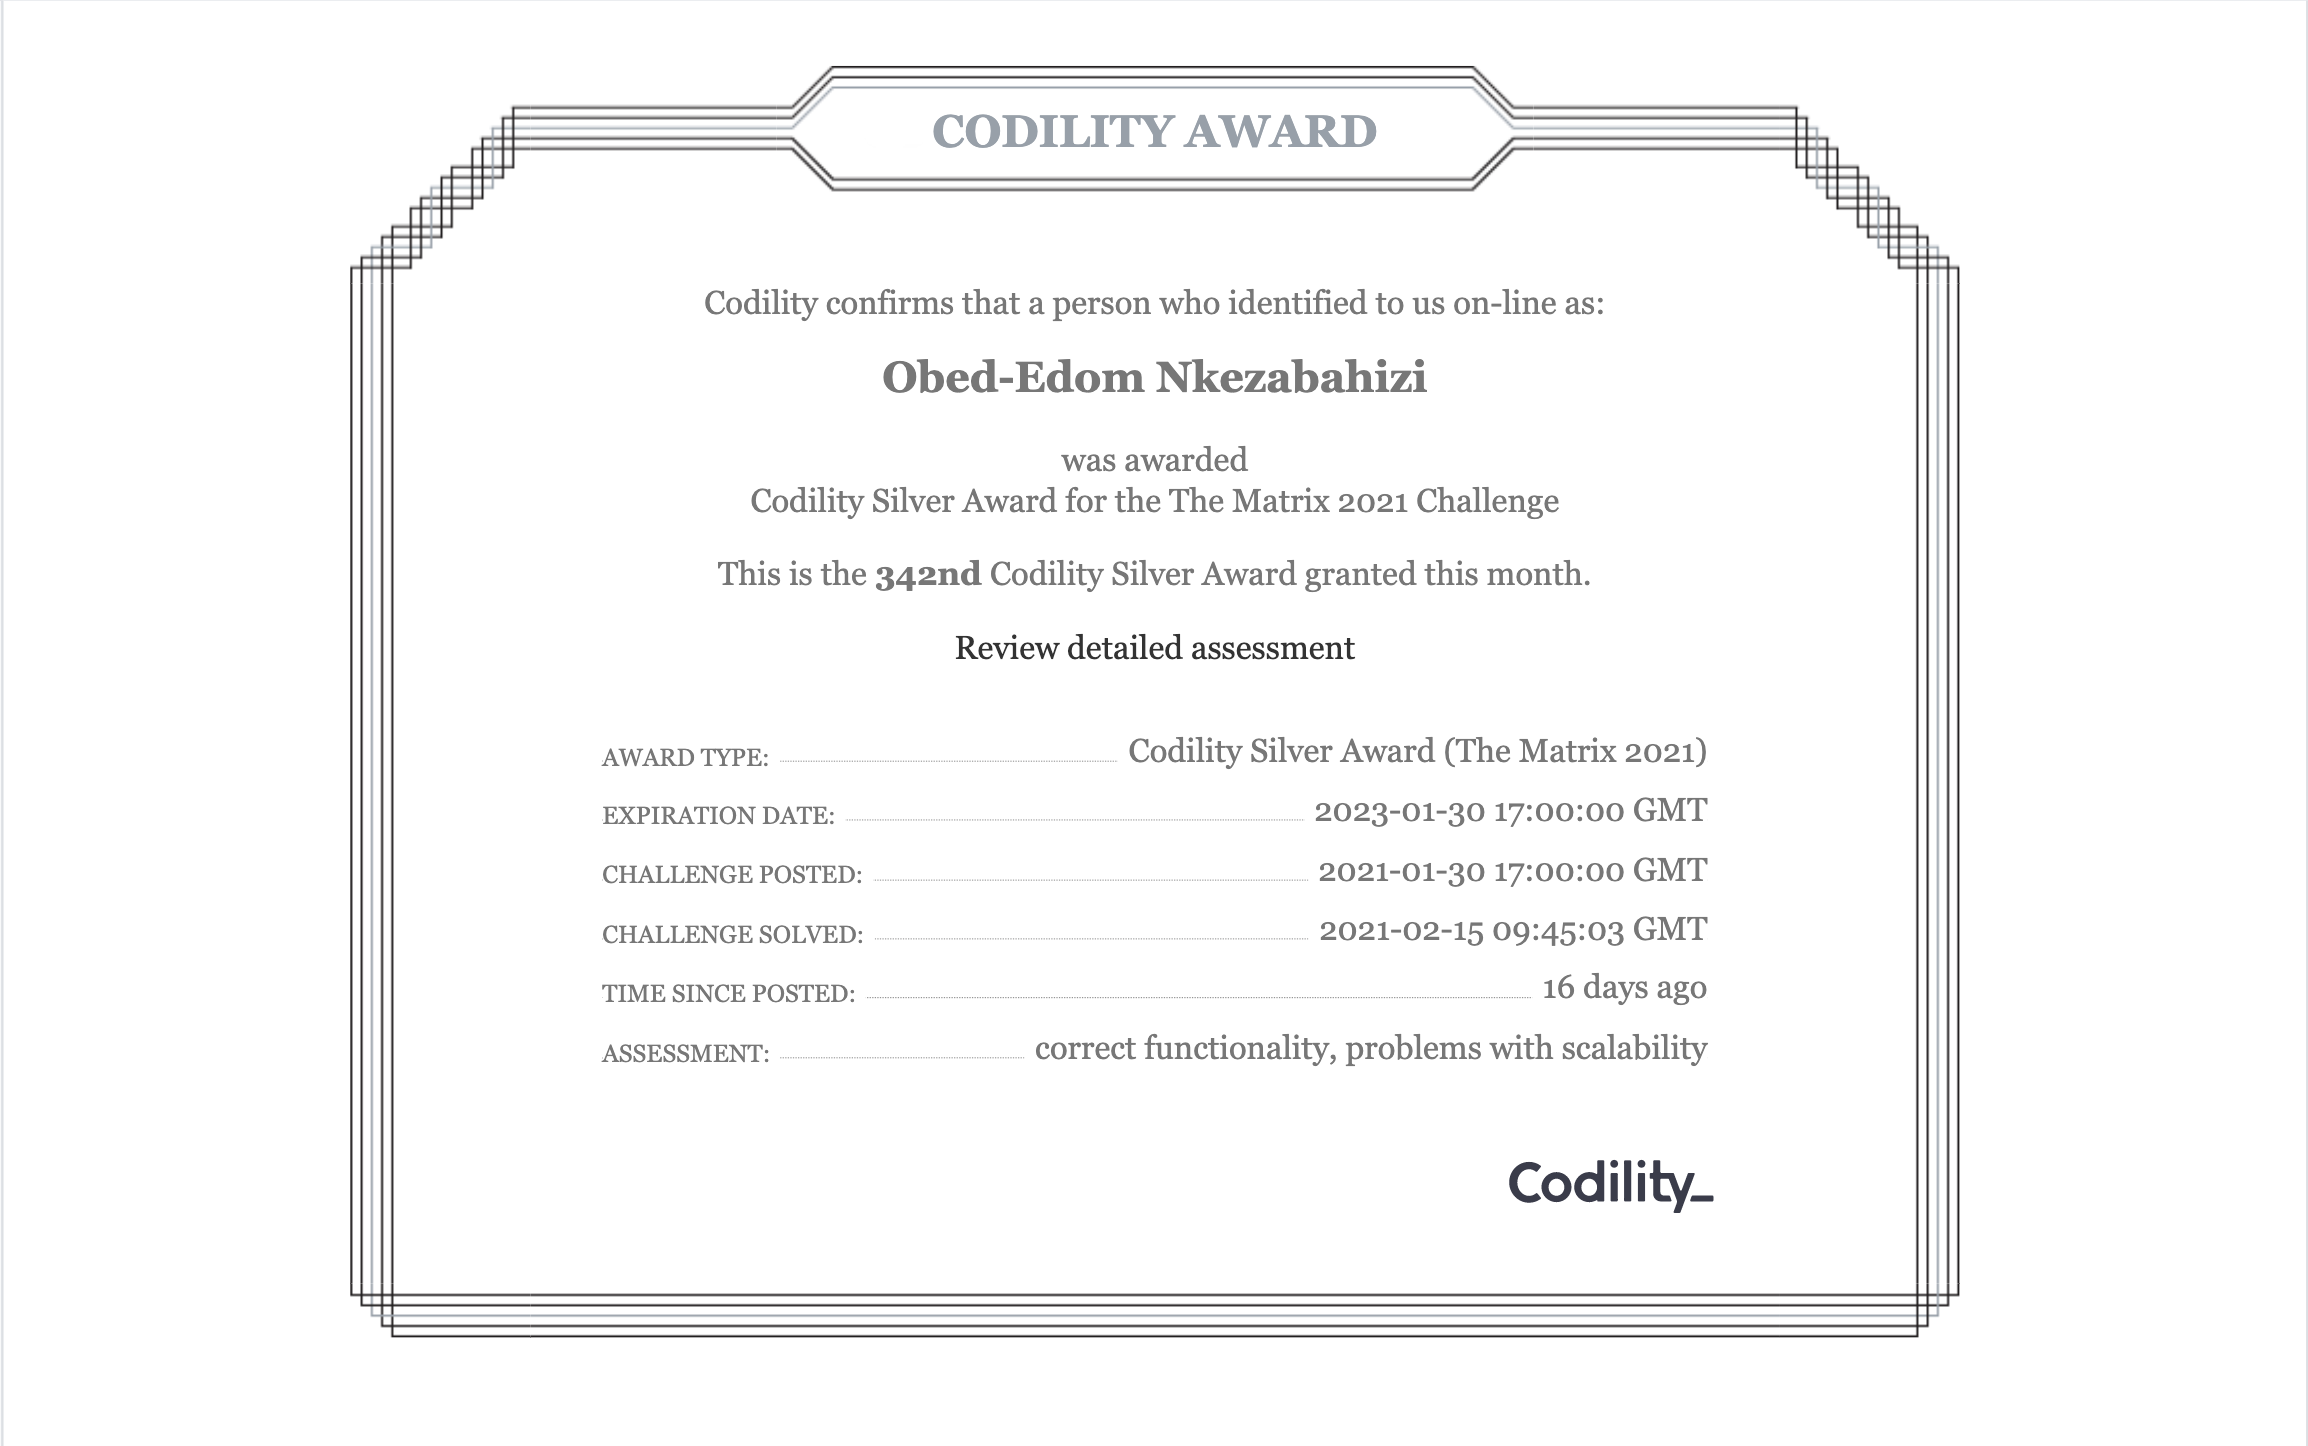 CODILITY AWARD
Codility confirms that a person who identified to us on-line as:
Obed-Edom Nkezabahizi
was awarded
Codility Silver Award for the The Matrix 2021 Challenge
This is the 342nd Codility Silver Award granted this month.
Review detailed assessment
AWARD TYPE: Codility Silver Award (The Matrix 2021)
EXPIRATION DATE: 2023-01-30 17:00:00 GMT
CHALLENGE POSTED: 2021-01-30 17:00:00 GMT
CHALLENGE SOLVED: 2021-02-15 09:45:03 GMT
TIME SINCE POSTED: 16 days ago
ASSESSMENT: correct functionality, problems with scalability
Codility_